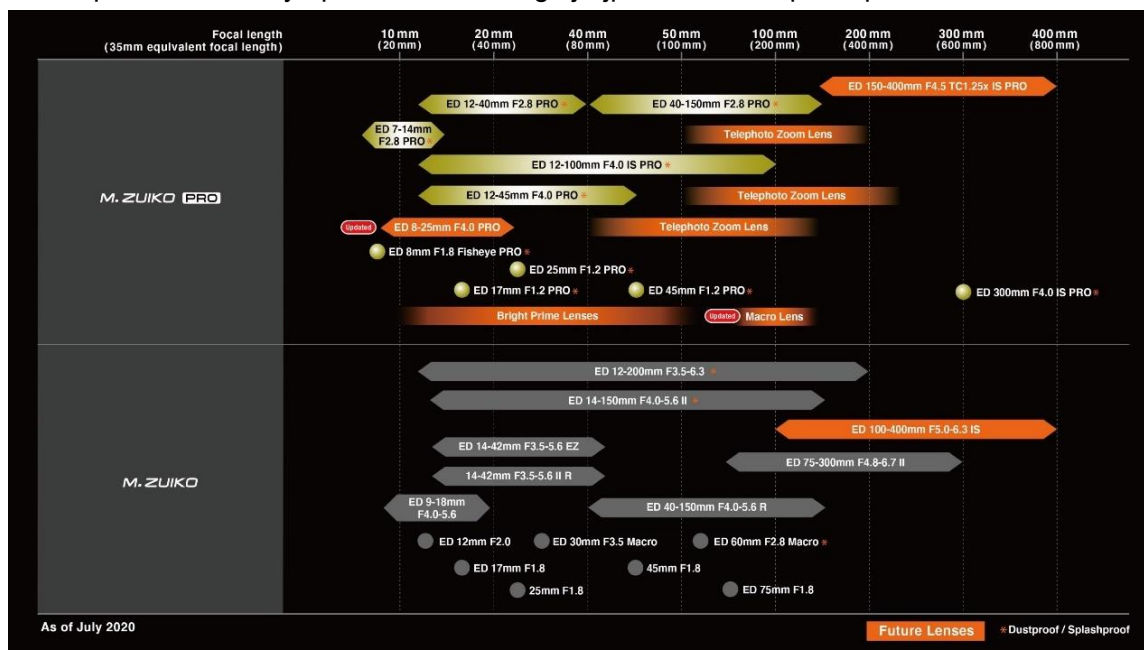 Focal length
(35mm equivalent focal length)
10 mm
(20 mm)
20 mm
(40 mm)
40 mm
(80 mm)
50 mm
(100 mm)
100 mm
(200 mm)
200 mm
(400 mm)
300 mm
(600 mm)
400 mm
(800 mm)
M.ZUIKO PRO
ED 150-400mm F4.5 TC1.25x IS PRO
ED 12-40mm F2.8 PRO *
ED 40-150mm F2.8 PRO *
ED 7-14mm
F2.8 PRO *
Telephoto Zoom Lens
ED 12-100mm F4.0 IS PRO *
ED 12-45mm F4.0 PRO *
Telephoto Zoom Lens
Updated
ED 8-25mm F4.0 PRO
Telephoto Zoom Lens
ED 8mm F1.8 Fisheye PRO *
ED 25mm F1.2 PRO *
ED 17mm F1.2 PRO *
ED 45mm F1.2 PRO *
ED 300mm F4.0 IS PRO *
Bright Prime Lenses
Updated
Macro Lens
M.ZUIKO
ED 12-200mm F3.5-6.3 *
ED 14-150mm F4.0-5.6 II *
ED 100-400mm F5.0-6.3 IS
ED 14-42mm F3.5-5.6 EZ
ED 75-300mm F4.8-6.7 II
14-42mm F3.5-5.6 II R
ED 9-18mm
F4.0-5.6
ED 40-150mm F4.0-5.6 R
ED 12mm F2.0
ED 30mm F3.5 Macro
ED 60mm F2.8 Macro *
ED 17mm F1.8
45mm F1.8
25mm F1.8
ED 75mm F1.8
As of July 2020
Future Lenses
*Dustproof / Splashproof